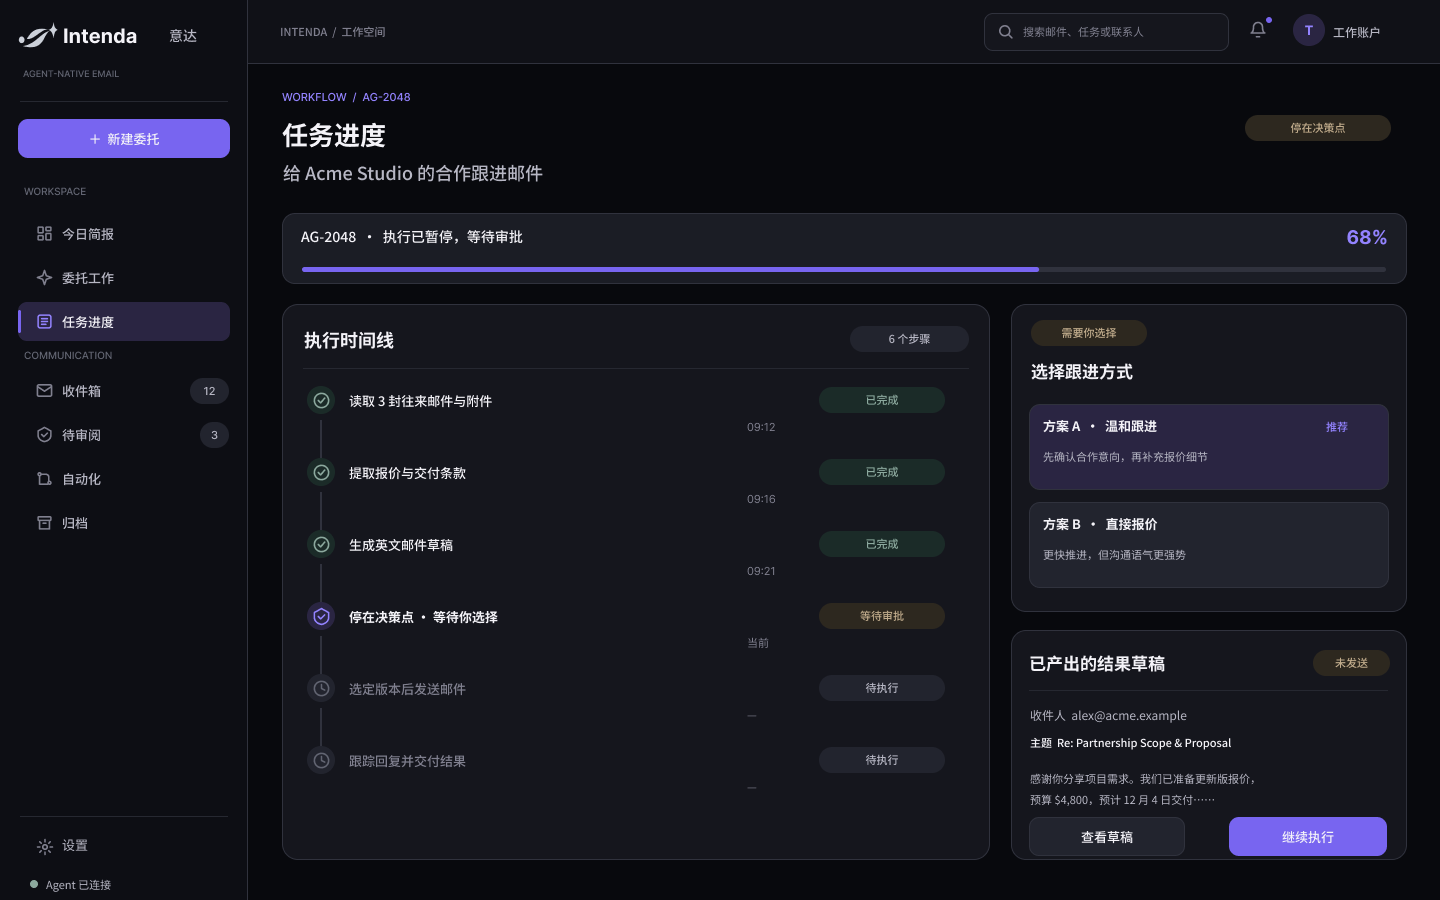 Intenda 意达
AGENT-NATIVE EMAIL
+ 新建委托
WORKSPACE
今日简报
委托工作
任务进度
COMMUNICATION
收件箱 12
待审阅 3
自动化
归档
设置
Agent 已连接
INTENDA / 工作空间
搜索邮件、任务或联系人
T 工作账户
WORKFLOW / AG-2048
任务进度
停在决策点
给 Acme Studio 的合作跟进邮件
AG-2048 • 执行已暂停，等待审批 68%
执行时间线 6 个步骤
读取 3 封往来邮件与附件 已完成
09:12
提取报价与交付条款 已完成
09:16
生成英文邮件草稿 已完成
09:21
停在决策点 • 等待你选择 等待审批
当前
选定版本后发送邮件 待执行
—
跟踪回复并交付结果 待执行
—
需要你选择
选择跟进方式
方案 A • 温和跟进 推荐
先确认合作意向，再补充报价细节
方案 B • 直接报价
更快推进，但沟通语气更强势
已产出的结果草稿 未发送
收件人 alex@acme.example
主题 Re: Partnership Scope & Proposal
感谢你分享项目需求。我们已准备更新版报价，
预算 $4,800，预计 12 月 4 日交付……
查看草稿 继续执行